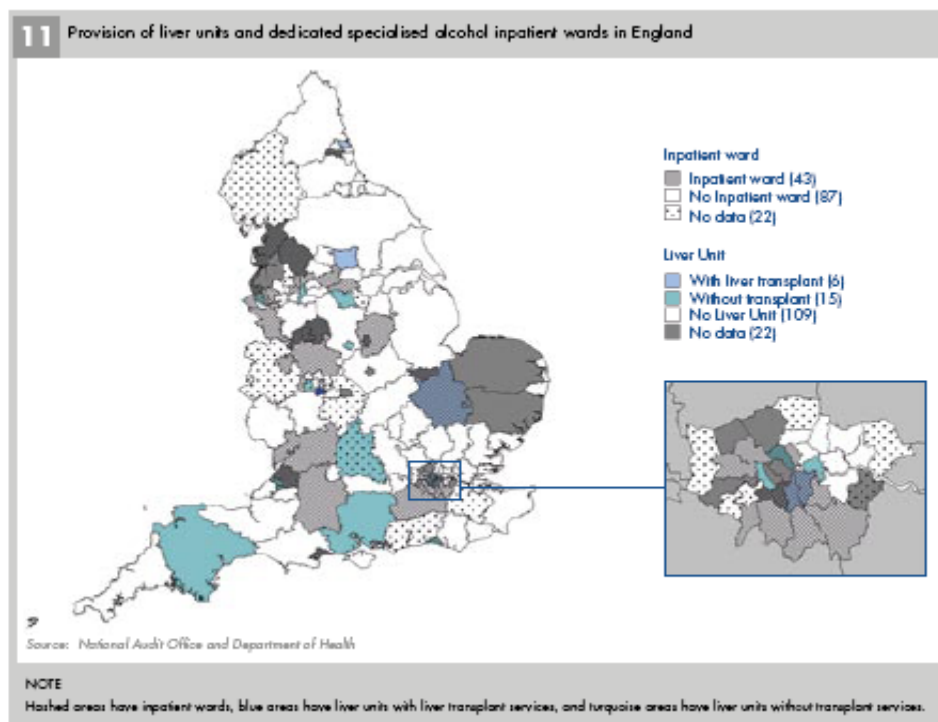 11 Provision of liver units and dedicated specialised alcohol inpatient wards in England
Inpatient ward
Inpatient ward (43)
No Inpatient ward (87)
No data (22)
Liver Unit
With liver transplant (6)
Without transplant (15)
No Liver Unit (109)
No data (22)
Source: National Audit Office and Department of Health
NOTE
Hashed areas have inpatient wards, blue areas have liver units with liver transplant services, and turquoise areas have liver units without transplant services.